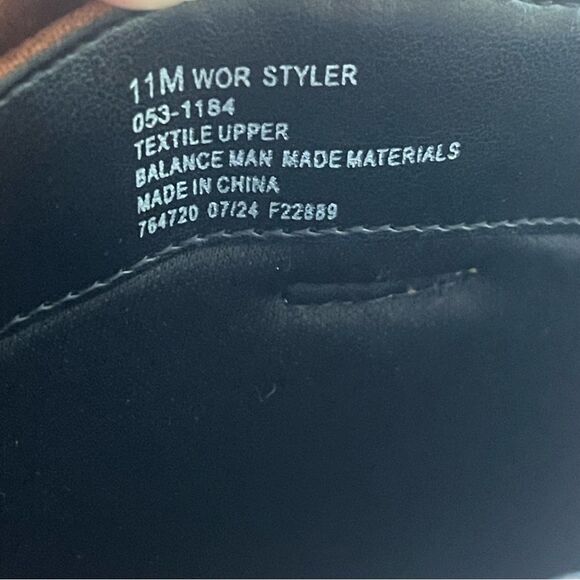 11M WOR STYLER
053-1184
TEXTILE UPPER
BALANCE MAN MADE MATERIALS
MADE IN CHINA
764720 07/24 F22889